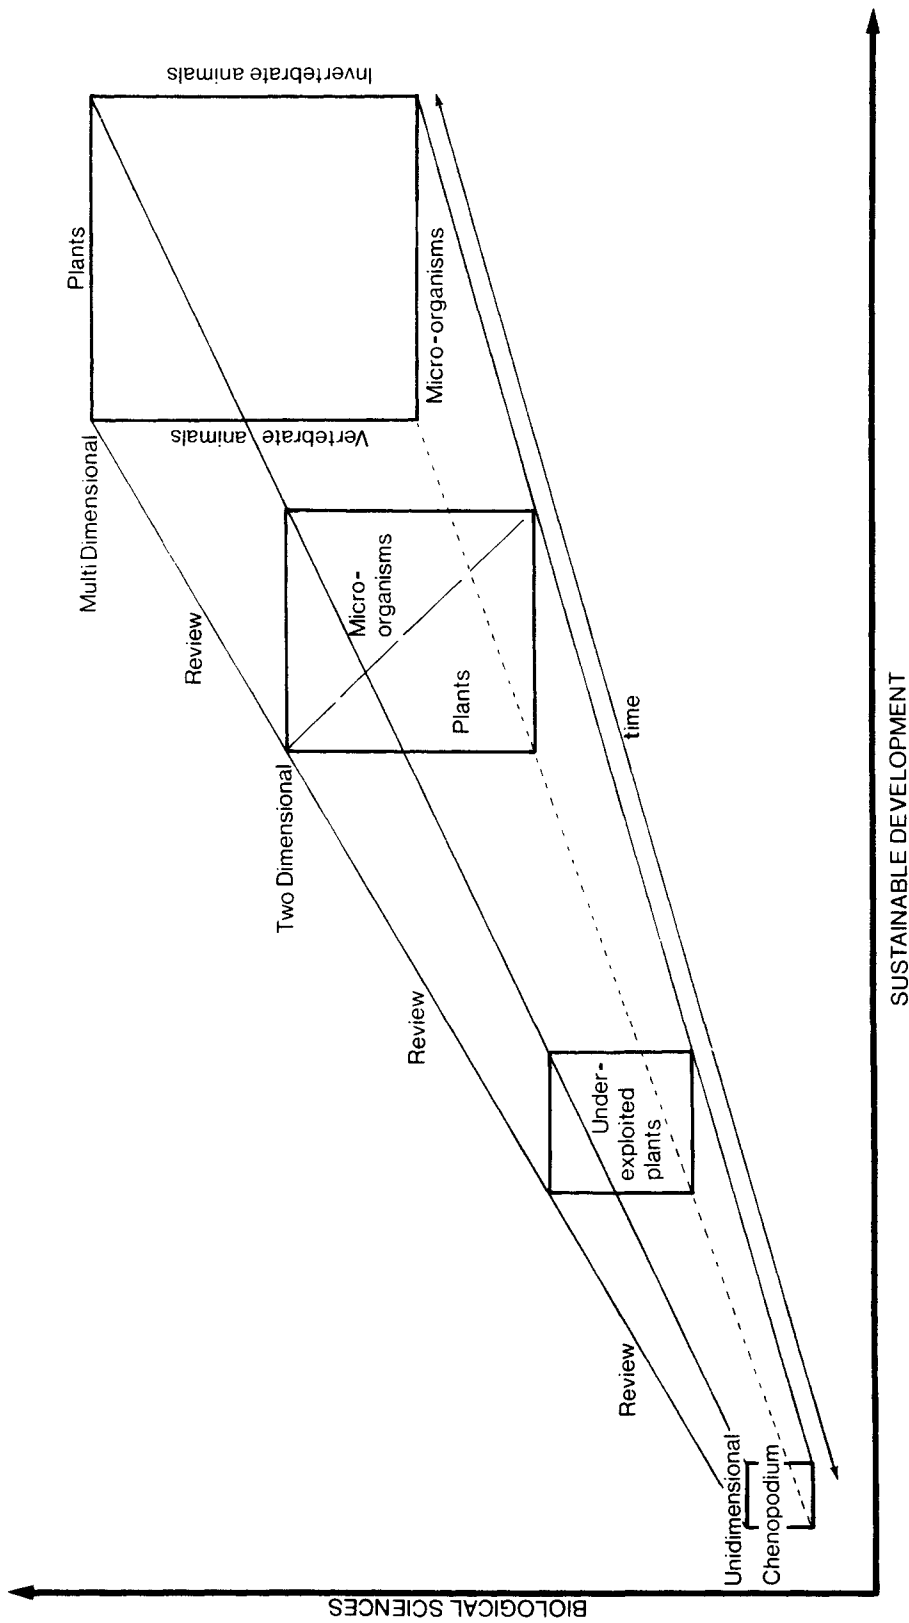 Invertebrate animals
Plants
Micro-organisms
Vertebrate animals
Multi Dimensional
Review
Micro-
organisms
Plants
Two Dimensional
time
Review
Under-
exploited
plants
Review
Unidimensional
Chenopodium
BIOLOGICAL SCIENCES
SUSTAINABLE DEVELOPMENT